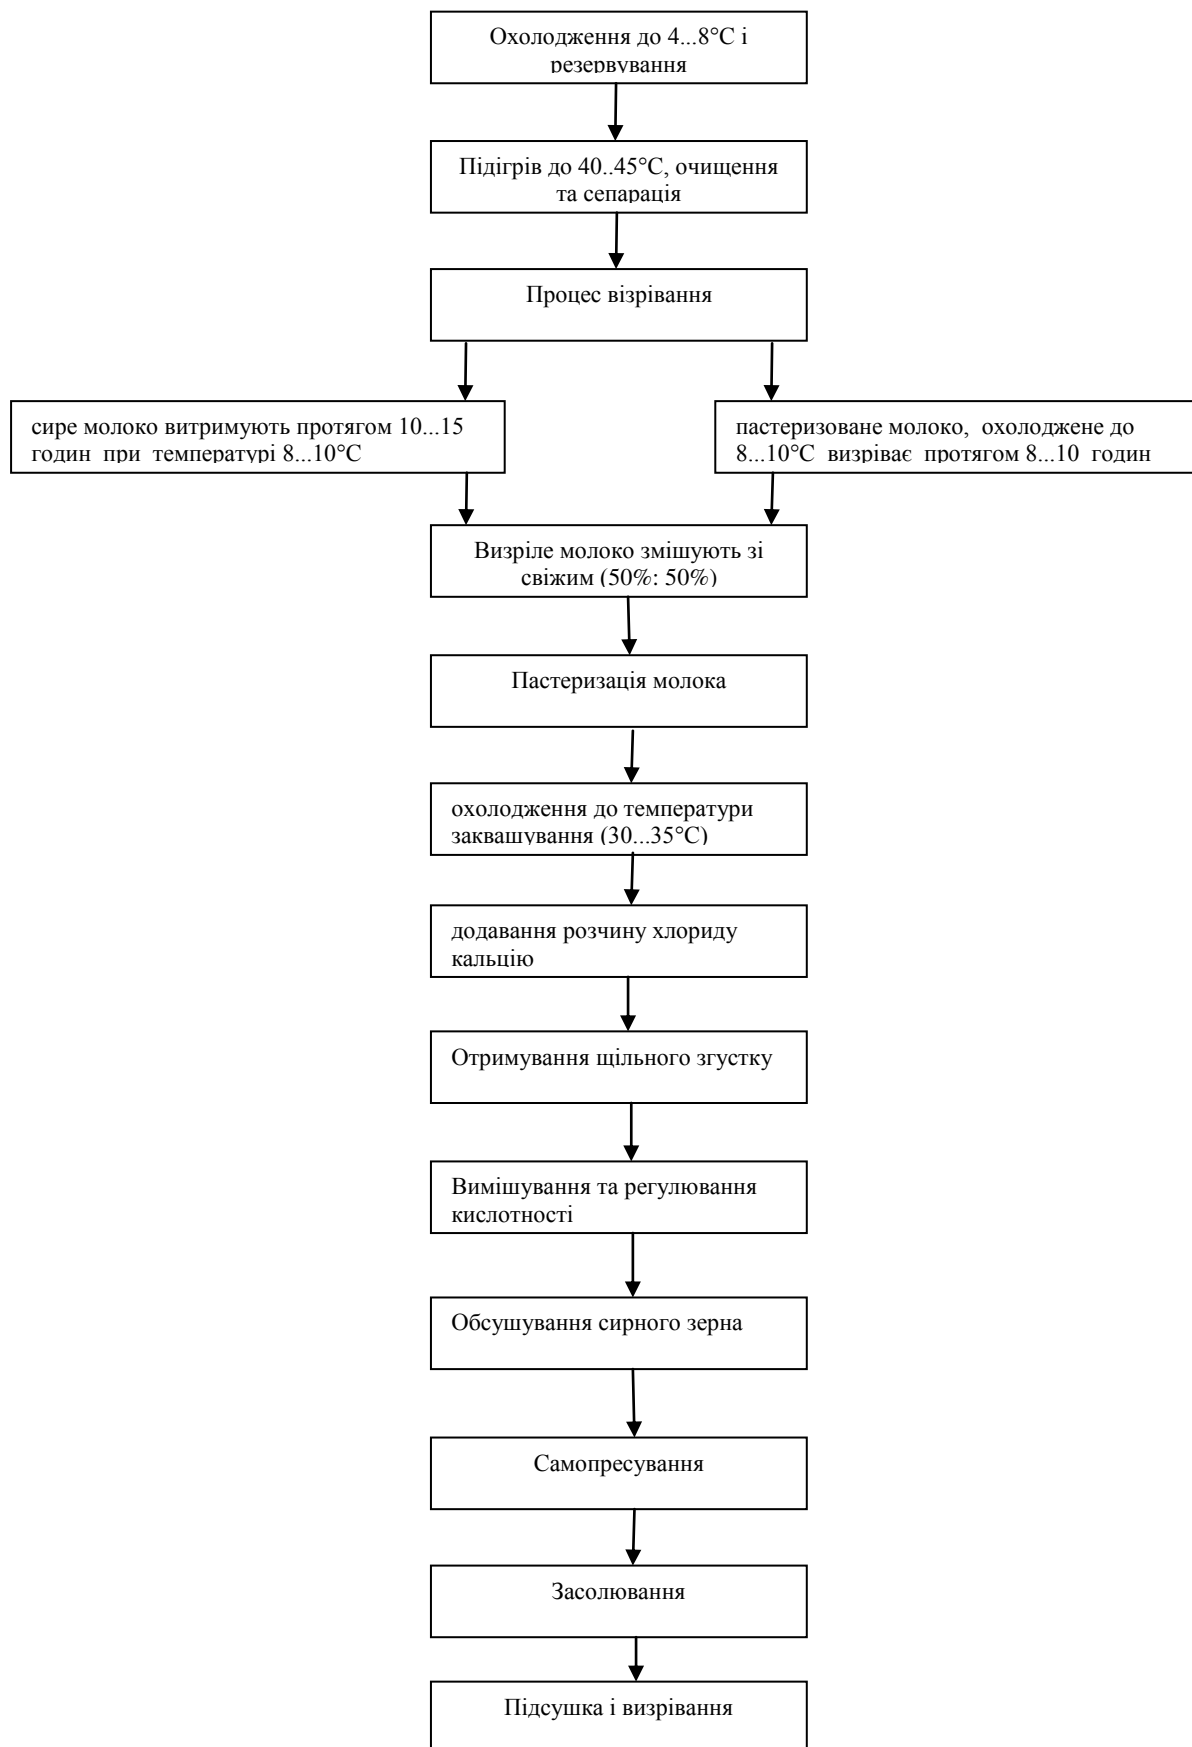 Охолодження до 4...8°С і
резервування
Підігрів до 40..45°С, очищення
та сепарація
Процес візрівання
сире молоко витримують протягом 10...15
годин при температурі 8...10°С
пастеризоване молоко, охолоджене до
8...10°С визріває протягом 8...10 годин
Визріле молоко змішують зі
свіжим (50%: 50%)
Пастеризація молока
охолодження до температури
заквашування (30...35°С)
додавання розчину хлориду
кальцію
Отримування щільного згустку
Вимішування та регулювання
кислотності
Обсушування сирного зерна
Самопресування
Засолювання
Підсушка і визрівання